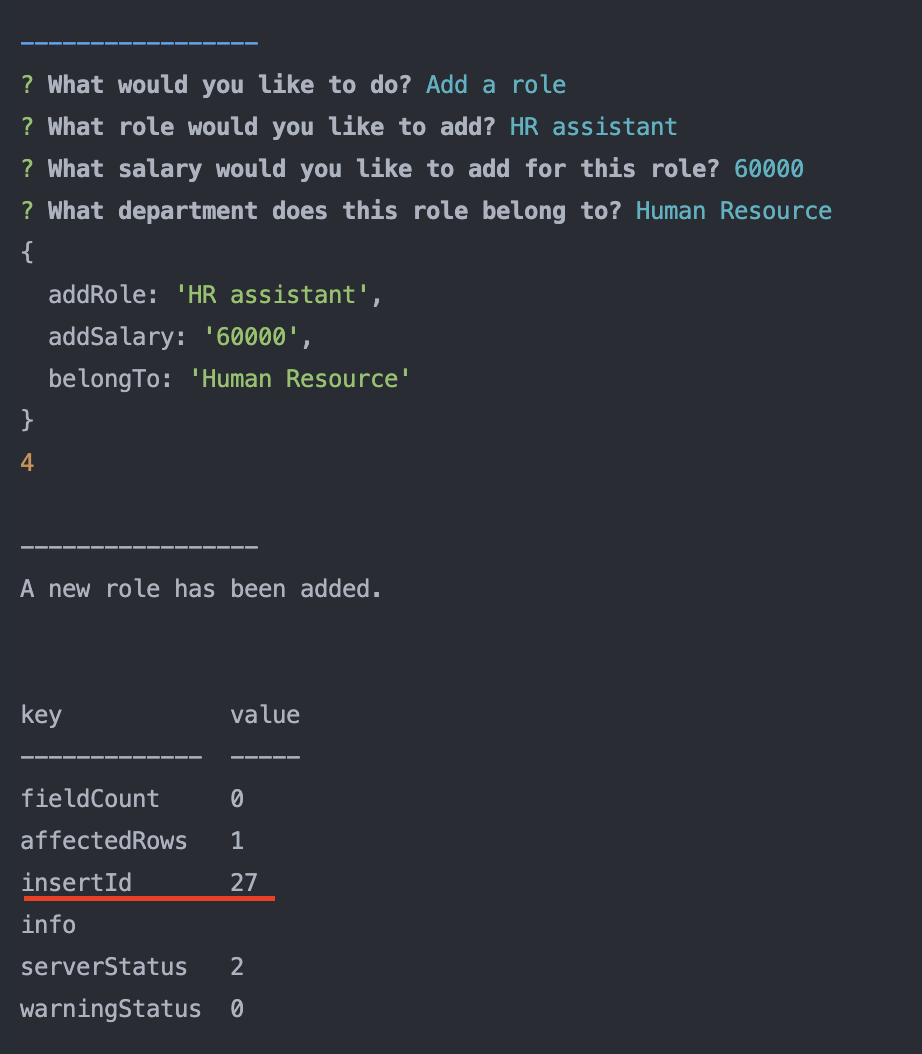 -----------------
? What would you like to do? Add a role
? What role would you like to add? HR assistant
? What salary would you like to add for this role? 60000
? What department does this role belong to? Human Resource
{
  addRole: 'HR assistant',
  addSalary: '60000',
  belongTo: 'Human Resource'
}
4
-----------------
A new role has been added.
key            value
-------------  -----
fieldCount     0
affectedRows   1
insertId       27
info
serverStatus   2
warningStatus  0